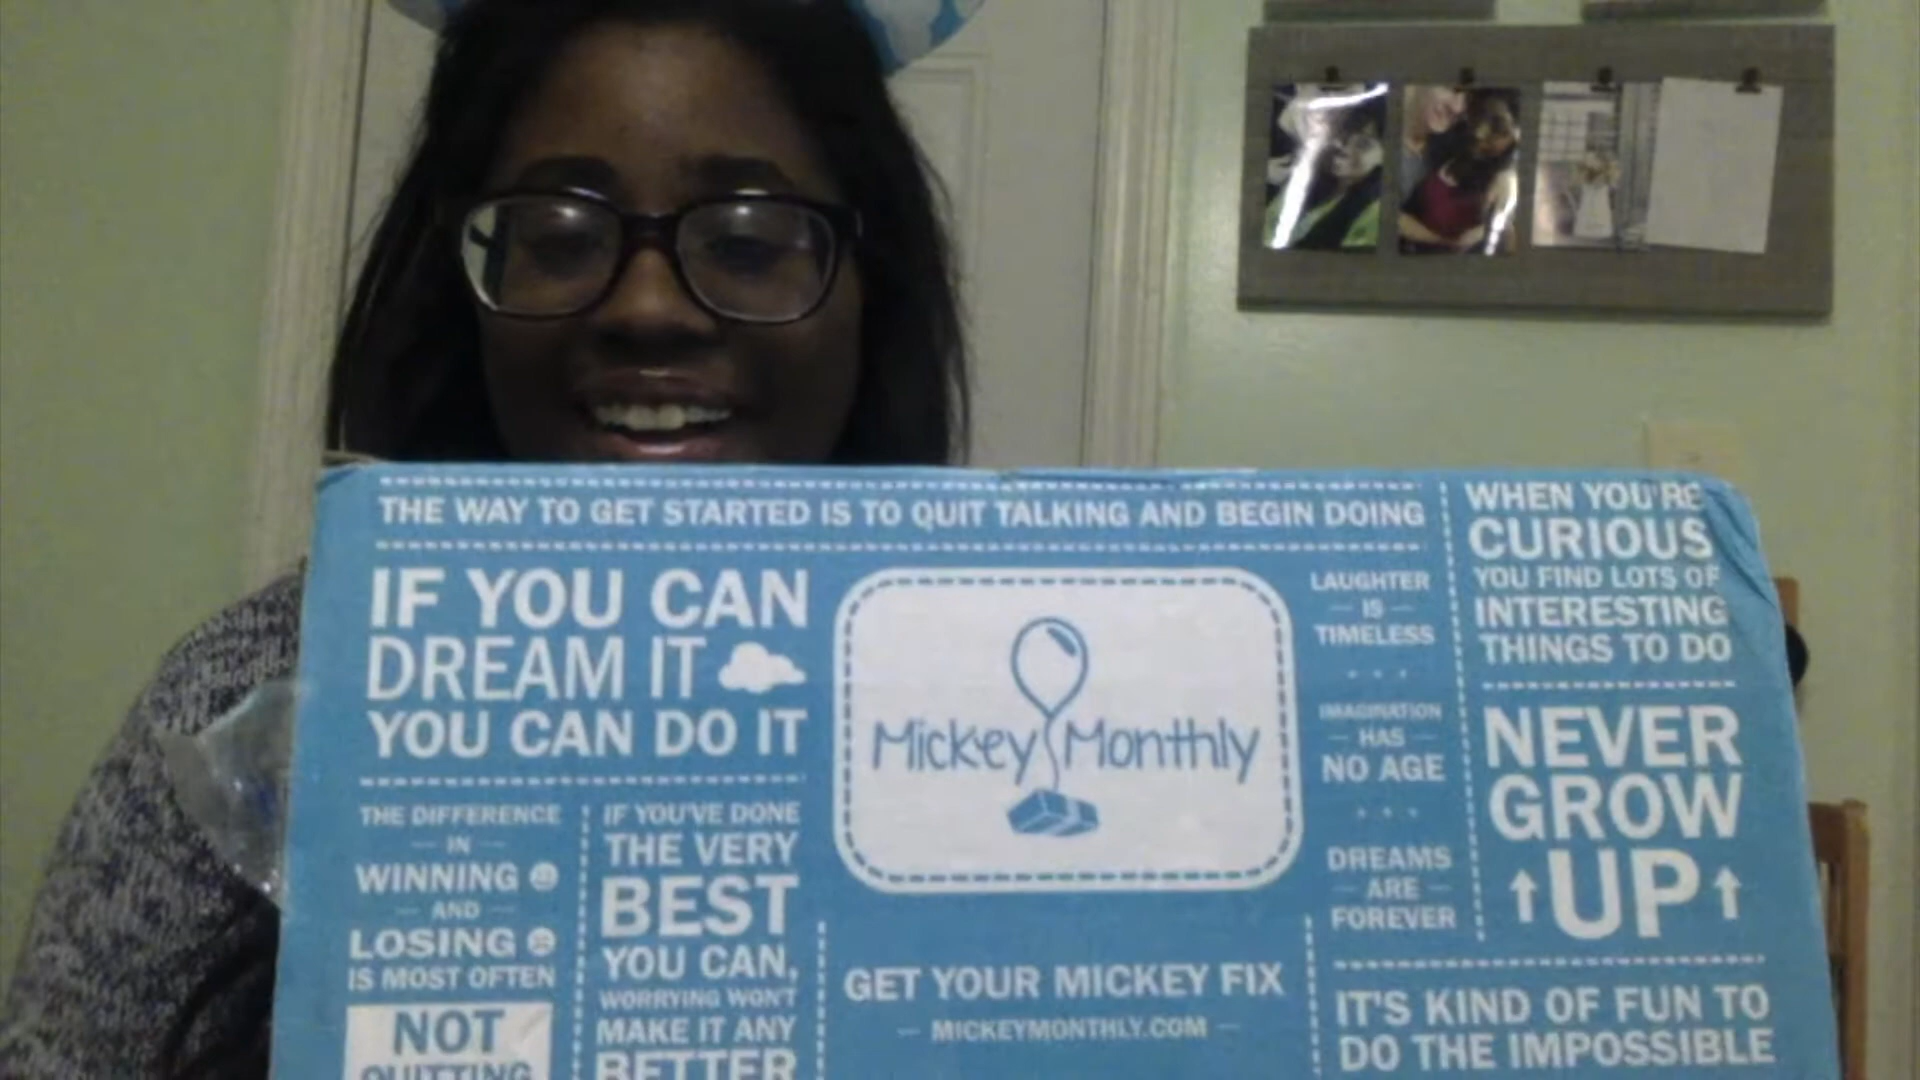 THE WAY TO GET STARTED IS TO QUIT TALKING AND BEGIN DOING
IF YOU CAN
DREAM IT
YOU CAN DO IT
THE DIFFERENCE
IN
WINNING
AND
LOSING
IS MOST OFTEN
NOT
QUITTING
IF YOU'VE DONE
THE VERY
BEST
YOU CAN,
WORRYING WON'T
MAKE IT ANY
BETTER
Mickey Monthly
GET YOUR MICKEY FIX
MICKEYMONTHLY.COM
LAUGHTER
IS
TIMELESS
IMAGINATION
HAS
NO AGE
DREAMS
ARE
FOREVER
WHEN YOU'RE
CURIOUS
YOU FIND LOTS OF
INTERESTING
THINGS TO DO
NEVER
GROW
UP
IT'S KIND OF FUN TO
DO THE IMPOSSIBLE